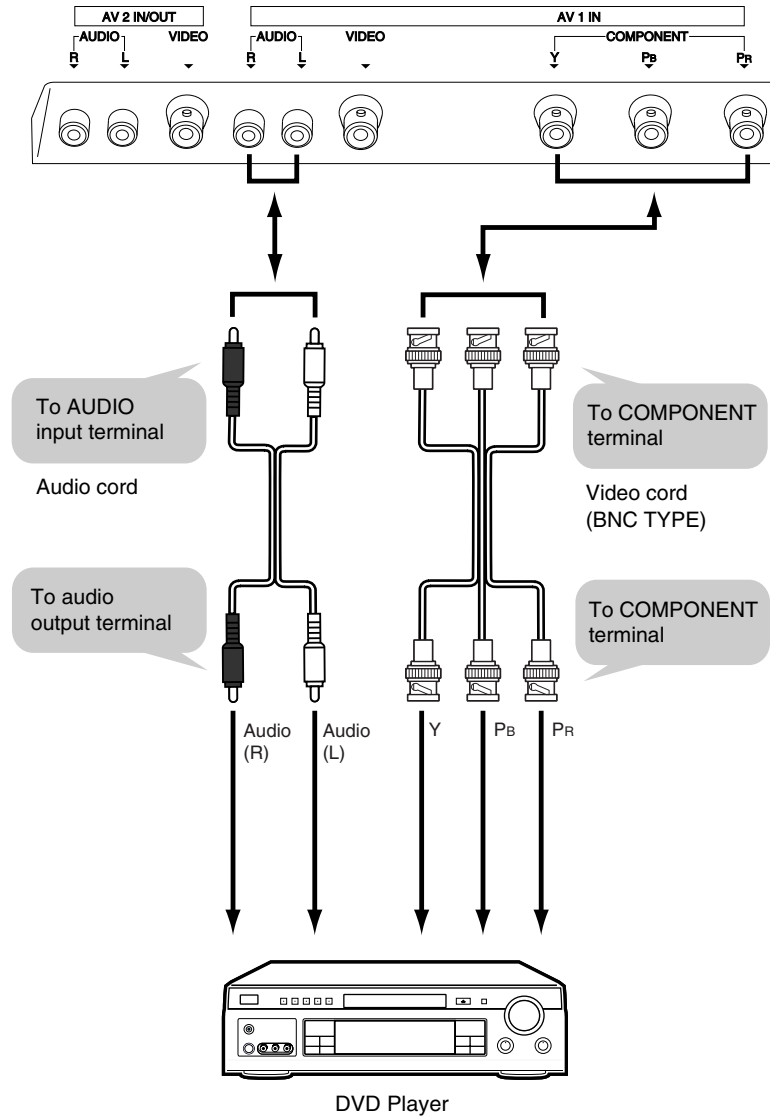 AV 2 IN/OUT
AV 1 IN
AUDIO
VIDEO
AUDIO
VIDEO
COMPONENT
R
L
R
L
Y
PB
PR
To AUDIO
input terminal
To COMPONENT
terminal
Audio cord
Video cord
(BNC TYPE)
To audio
output terminal
To COMPONENT
terminal
Audio
(R)
Audio
(L)
Y
PB
PR
DVD Player